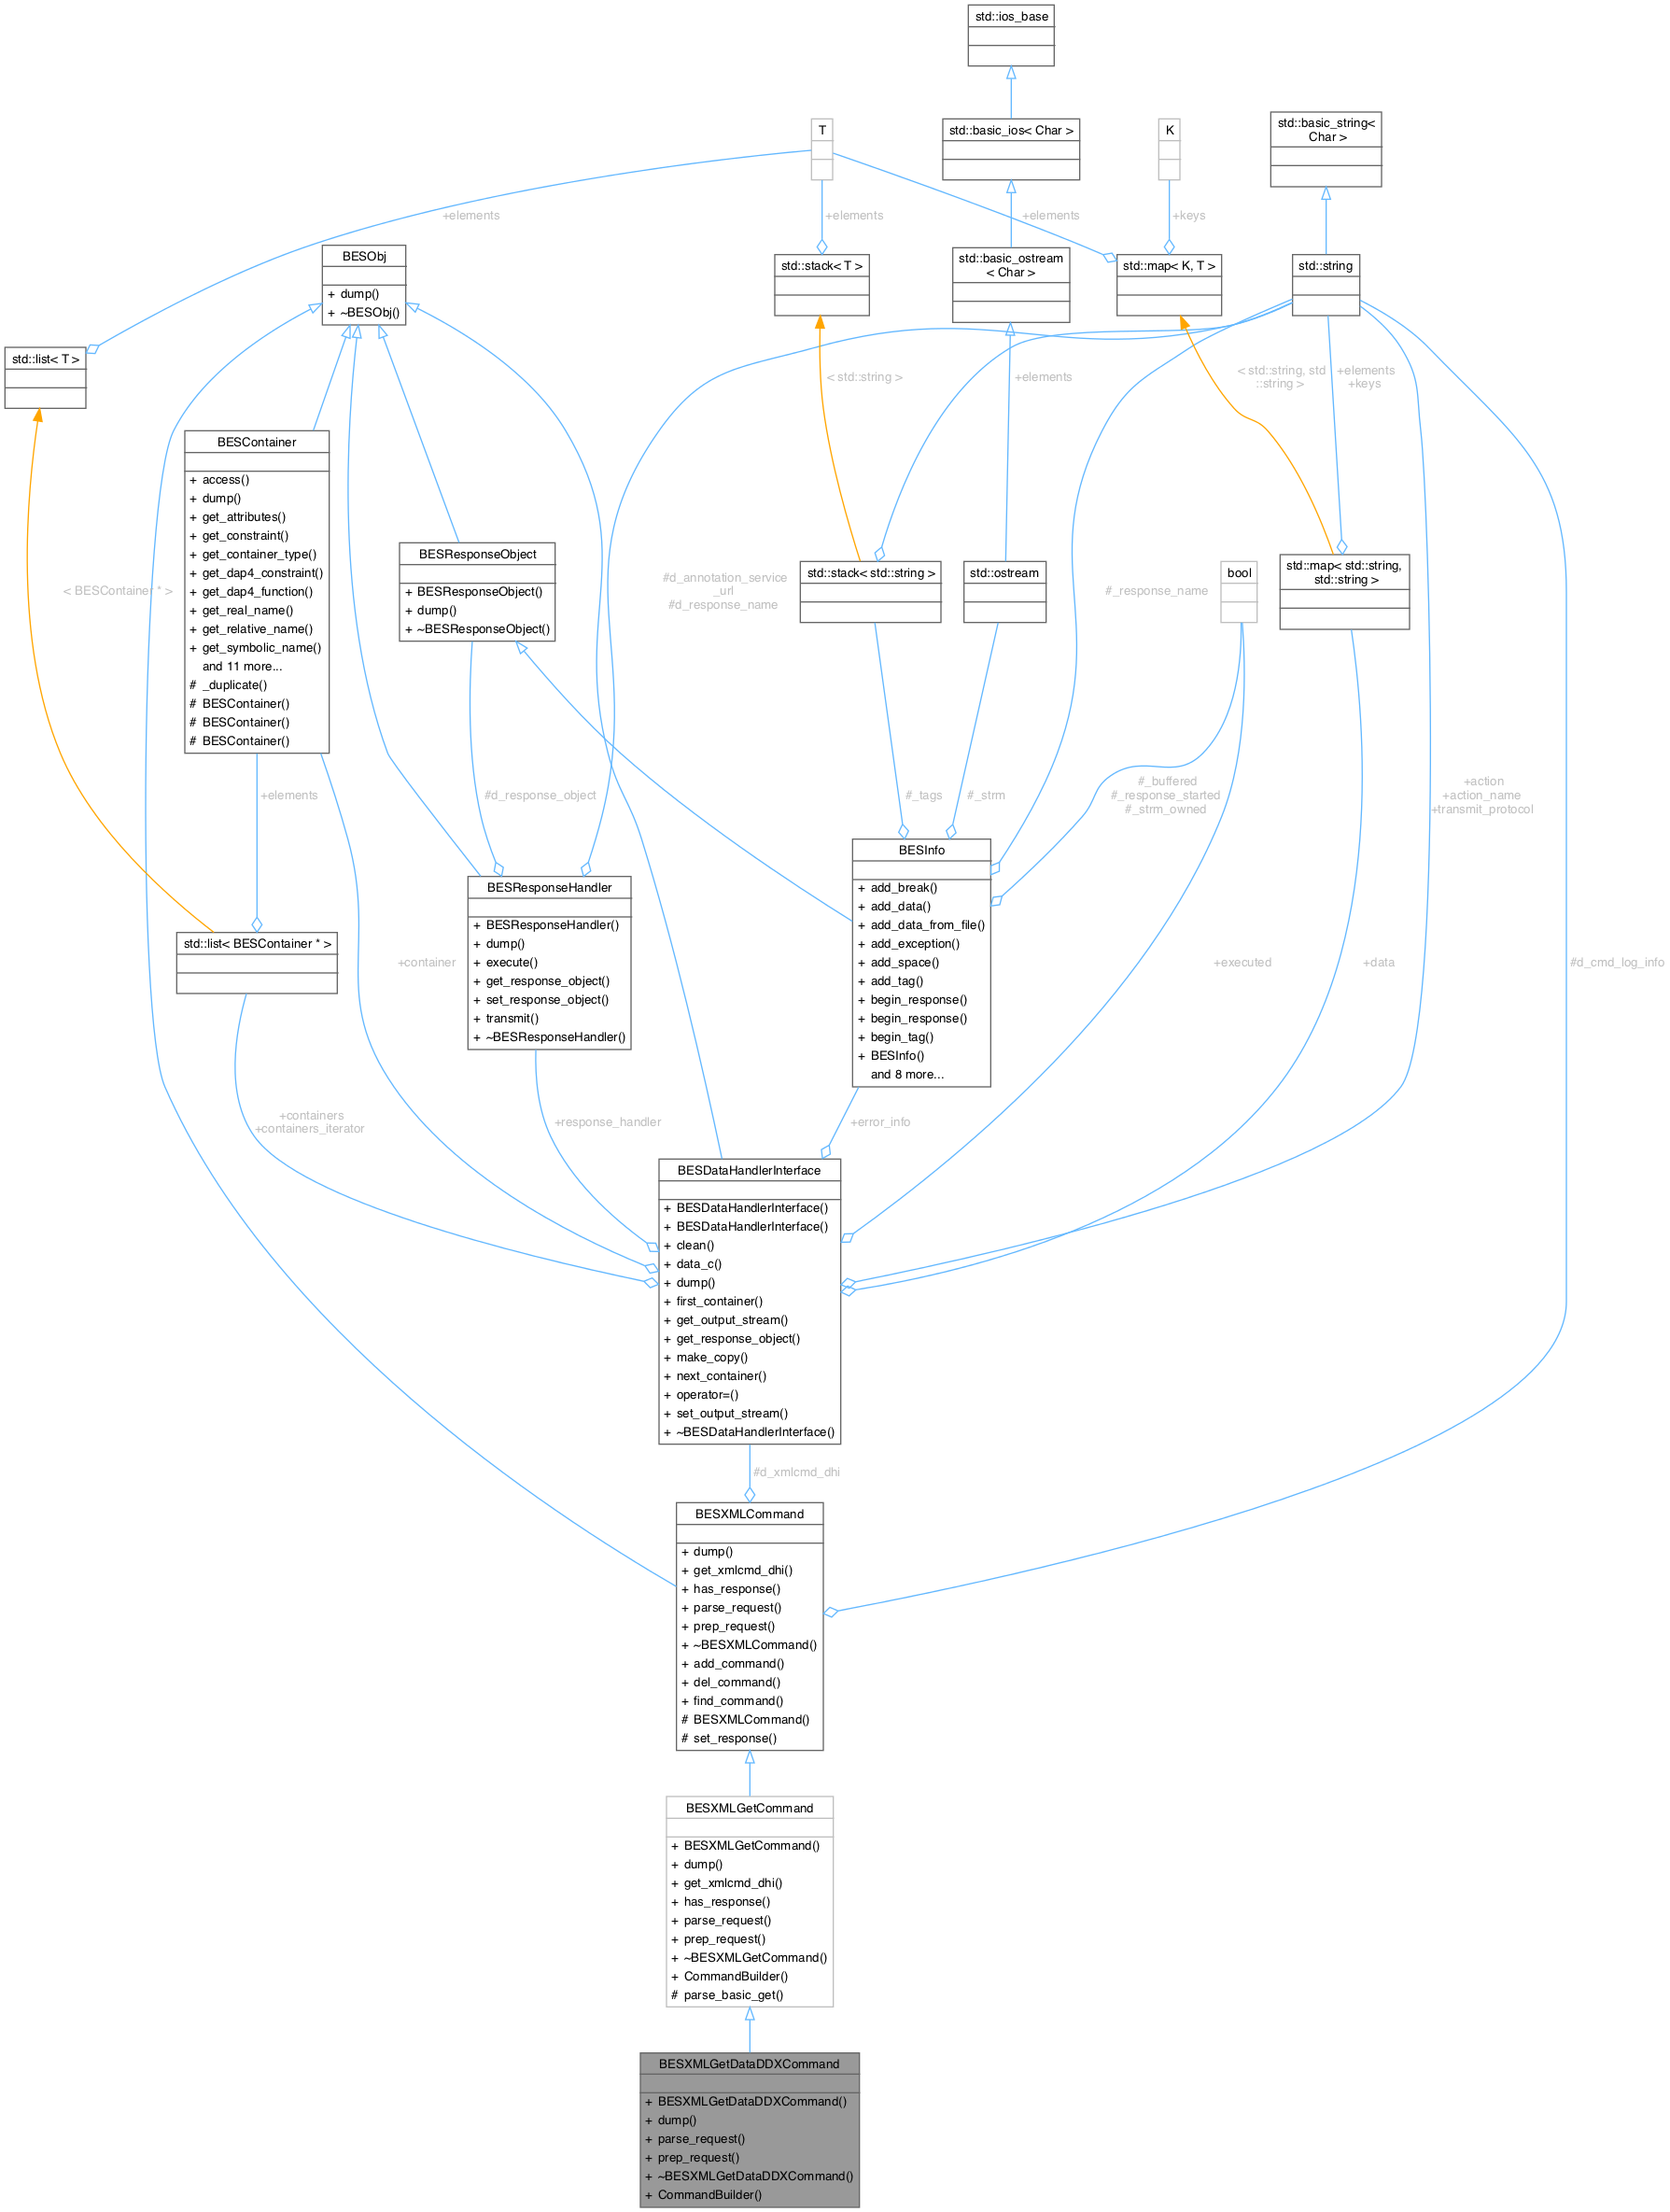 std::ios_base
T
std::basic_ios< Char >
K
std::basic_string<
Char >
+elements
+elements
+elements
+keys
BESObj
+ dump()
+ ~BESObj()
std::stack< T >
std::basic_ostream
< Char >
std::map< K, T >
std::string
std::list< T >
< std::string >
+elements
< std::string, std
::string >
+elements
+keys
BESContainer
+ access()
+ dump()
+ get_attributes()
+ get_constraint()
+ get_container_type()
+ get_dap4_constraint()
+ get_dap4_function()
+ get_real_name()
+ get_relative_name()
+ get_symbolic_name()
and 11 more...
# _duplicate()
# BESContainer()
# BESContainer()
# BESContainer()
< BESContainer * >
BESResponseObject
+ BESResponseObject()
+ dump()
+ ~BESResponseObject()
#d_annotation_service
_url
#d_response_name
std::stack< std::string >
std::ostream
#_response_name
bool
std::map< std::string,
std::string >
+elements
#d_response_object
#_tags
#_strm
#_buffered
#_response_started
#_strm_owned
+action
+action_name
+transmit_protocol
std::list< BESContainer * >
+container
BESResponseHandler
+ BESResponseHandler()
+ dump()
+ execute()
+ get_response_object()
+ set_response_object()
+ transmit()
+ ~BESResponseHandler()
BESInfo
+ add_break()
+ add_data()
+ add_data_from_file()
+ add_exception()
+ add_space()
+ add_tag()
+ begin_response()
+ begin_response()
+ begin_tag()
+ BESInfo()
and 8 more...
+executed
+data
#d_cmd_log_info
+containers
+containers_iterator
+response_handler
+error_info
BESDataHandlerInterface
+ BESDataHandlerInterface()
+ BESDataHandlerInterface()
+ clean()
+ data_c()
+ dump()
+ first_container()
+ get_output_stream()
+ get_response_object()
+ make_copy()
+ next_container()
+ operator=()
+ set_output_stream()
+ ~BESDataHandlerInterface()
#d_xmlcmd_dhi
BESXMLCommand
+ dump()
+ get_xmlcmd_dhi()
+ has_response()
+ parse_request()
+ prep_request()
+ ~BESXMLCommand()
+ add_command()
+ del_command()
+ find_command()
# BESXMLCommand()
# set_response()
BESXMLGetCommand
+ BESXMLGetCommand()
+ dump()
+ get_xmlcmd_dhi()
+ has_response()
+ parse_request()
+ prep_request()
+ ~BESXMLGetCommand()
+ CommandBuilder()
# parse_basic_get()
BESXMLGetDataDDXCommand
+ BESXMLGetDataDDXCommand()
+ dump()
+ parse_request()
+ prep_request()
+ ~BESXMLGetDataDDXCommand()
+ CommandBuilder()